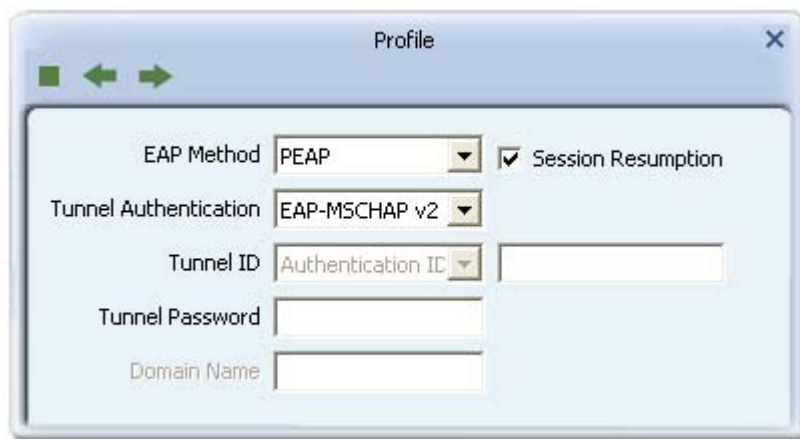 Profile
EAP Method PEAP Session Resumption
Tunnel Authentication EAP-MSCHAP v2
Tunnel ID Authentication ID
Tunnel Password
Domain Name